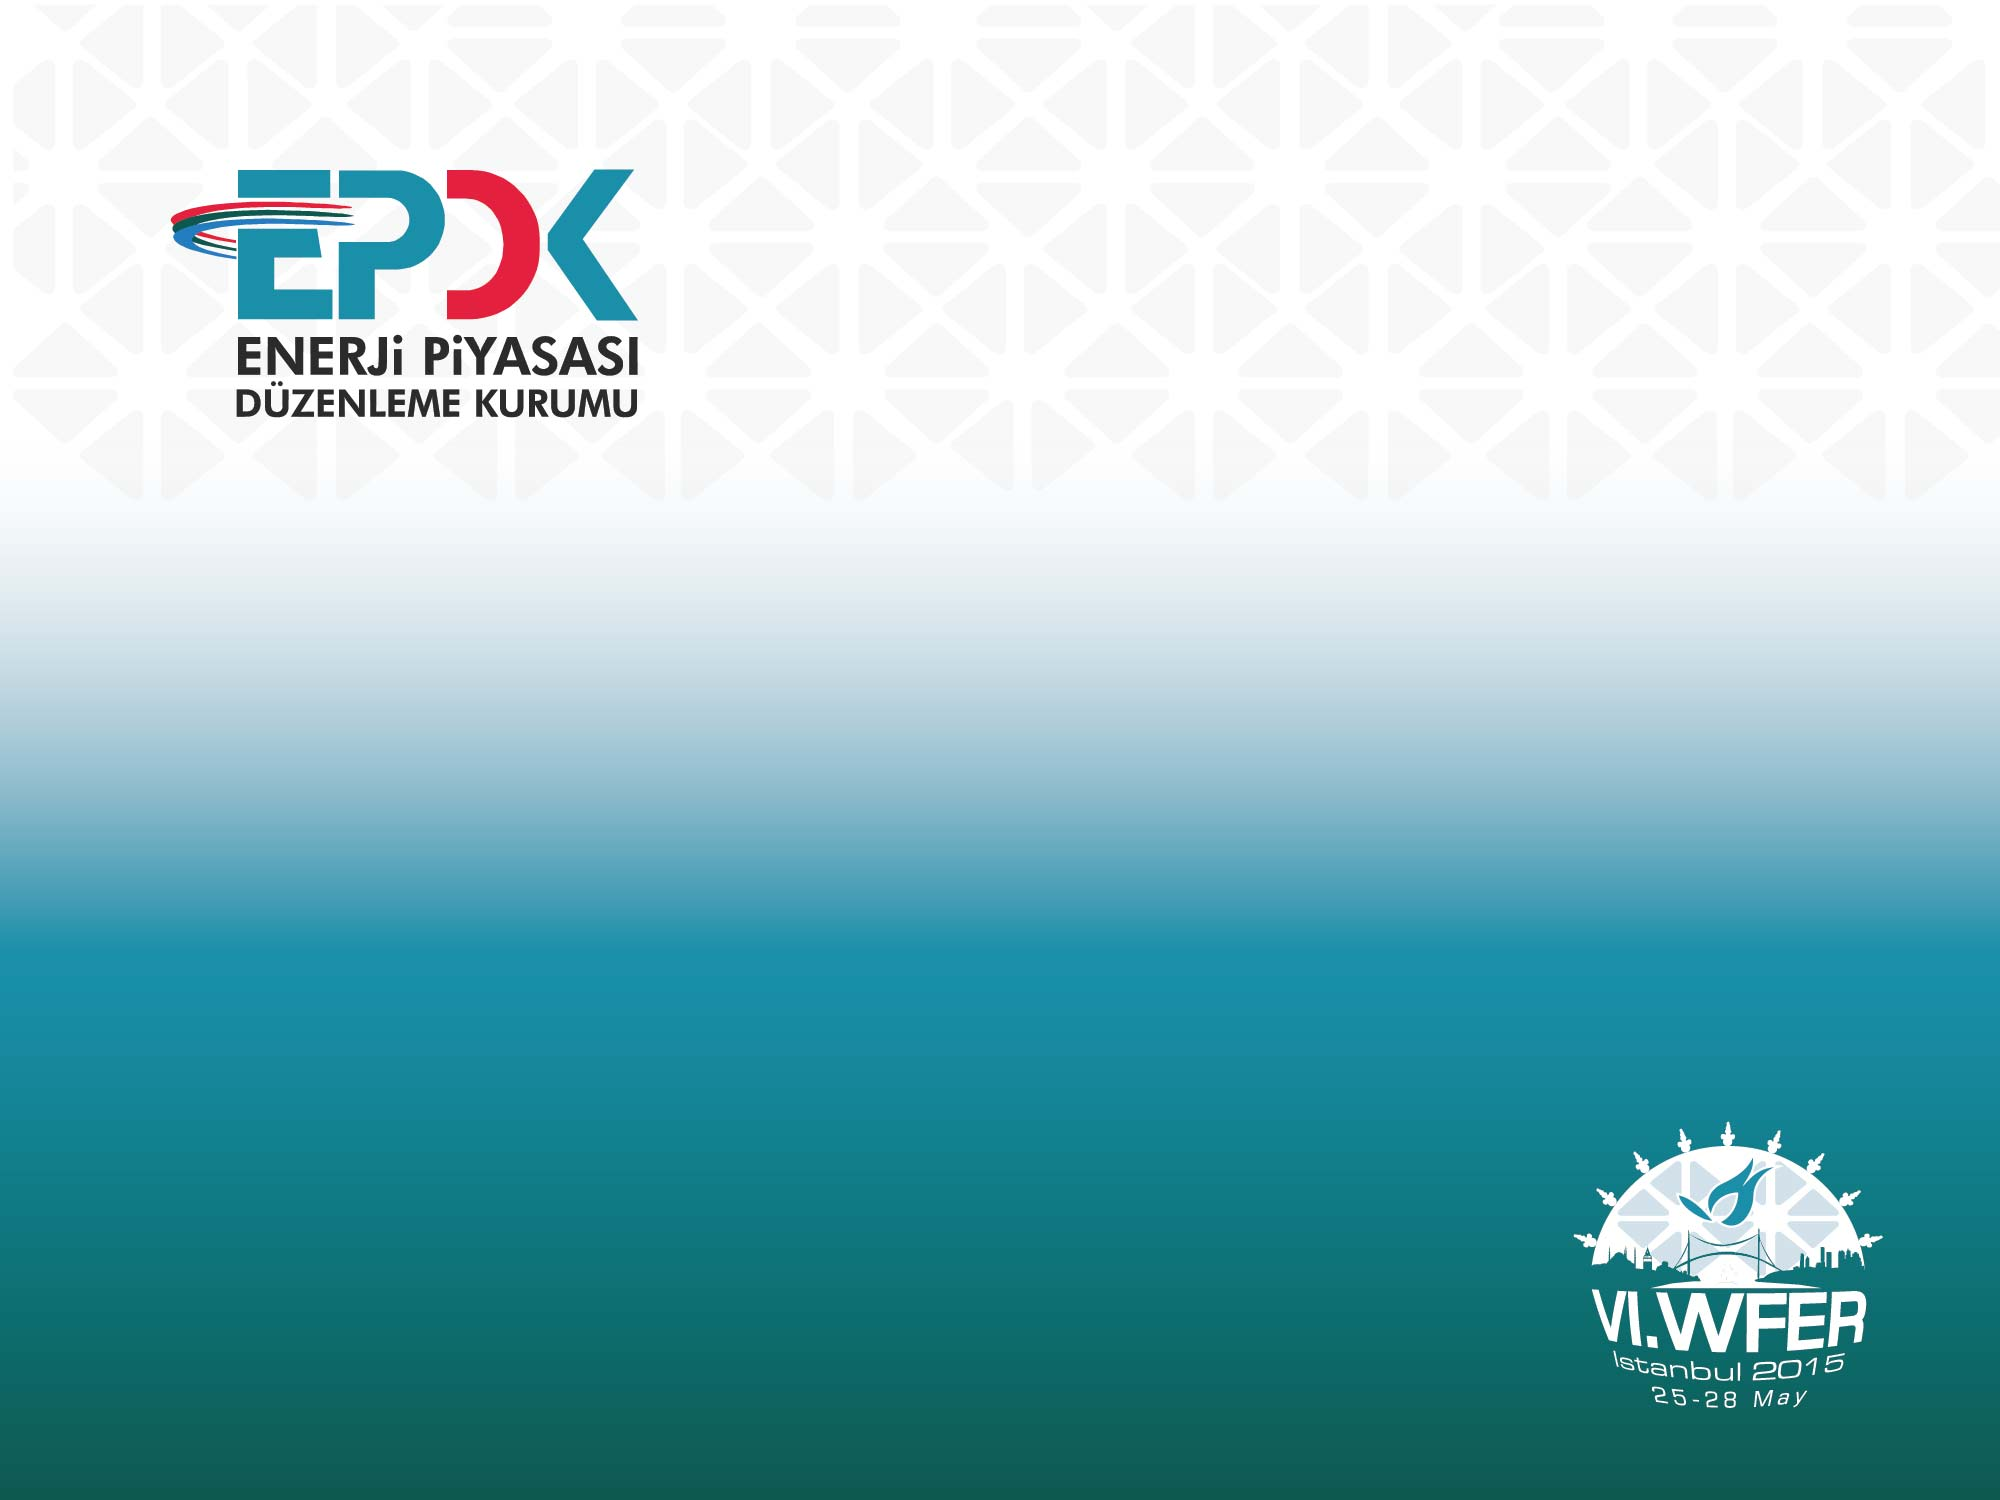 EPDK
ENERJi PiYASASI
DÜZENLEME KURUMU
VI.WFER
Istanbul 2015
25-28 May